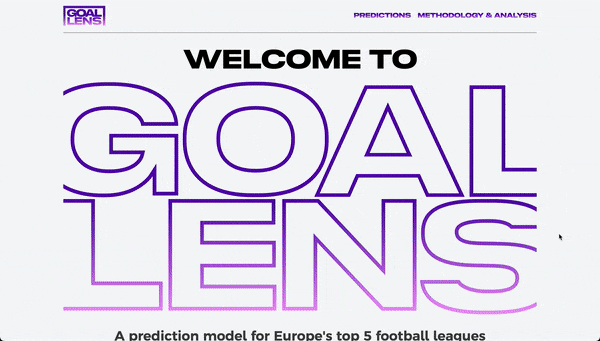 GOAL
LENS
PREDICTIONS METHODOLOGY & ANALYSIS
WELCOME TO
GOAL
LENS
A prediction model for Europe's top 5 football leagues